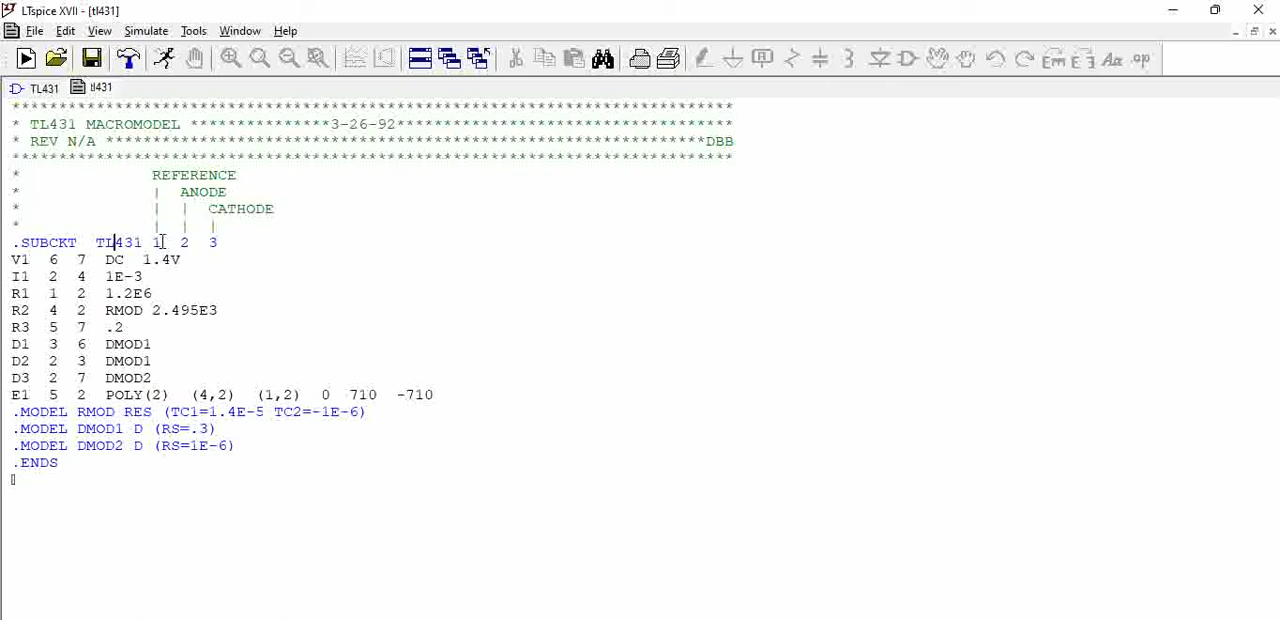 LTspice XVII - [tl431]
File Edit View Simulate Tools Window Help
TL431 tl431
******************************************************************************
* TL431 MACROMODEL ***************3-26-92************************************
* REV N/A ****************************************************************DBB
******************************************************************************
* REFERENCE
* | ANODE
* | | CATHODE
* | | |
.SUBCKT TL431 1 2 3
V1 6 7 DC 1.4V
I1 2 4 1E-3
R1 1 2 1.2E6
R2 4 2 RMOD 2.495E3
R3 5 7 .2
D1 3 6 DMOD1
D2 2 3 DMOD1
D3 2 7 DMOD2
E1 5 2 POLY(2) (4,2) (1,2) 0 710 -710
.MODEL RMOD RES (TC1=1.4E-5 TC2=-1E-6)
.MODEL DMOD1 D (RS=.3)
.MODEL DMOD2 D (RS=1E-6)
.ENDS